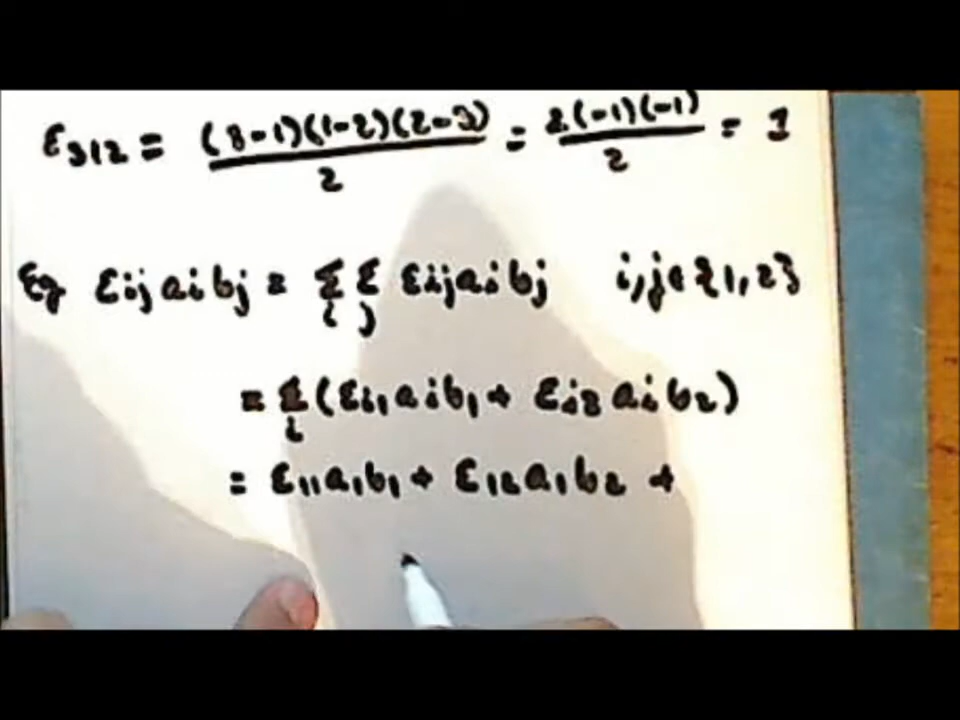 ε₃₁₂ = (3-1)(1-2)(2-3)/2 = 2(-1)(-1)/2 = 1
Eg εij ai bj = Σi Σj εij ai bj i,j ∈ {1,2}
= Σi (εi₁ ai b₁ + εi₂ ai b₂)
= ε₁₁ a₁ b₁ + ε₁₂ a₁ b₂ +